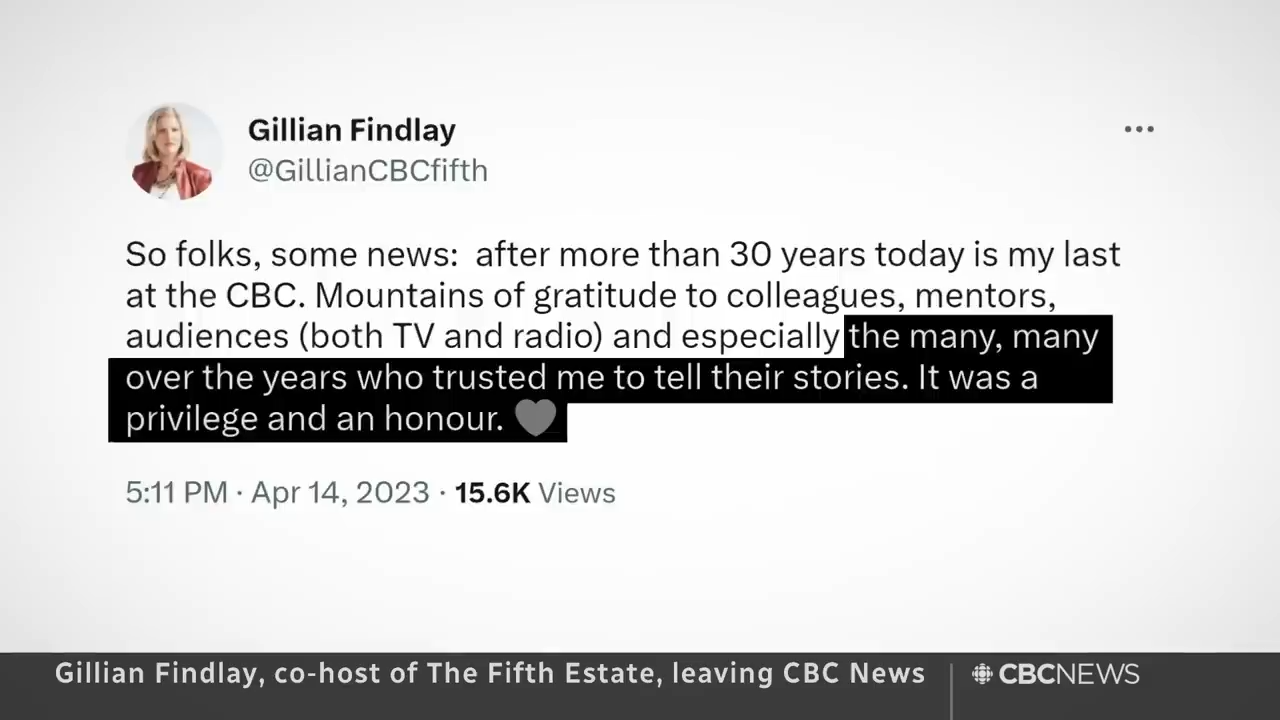 Gillian Findlay
@GillianCBCfifth
So folks, some news:  after more than 30 years today is my last
at the CBC. Mountains of gratitude to colleagues, mentors,
audiences (both TV and radio) and especially the many, many
over the years who trusted me to tell their stories. It was a
privilege and an honour. 🖤
5:11 PM · Apr 14, 2023 · 15.6K Views
Gillian Findlay, co-host of The Fifth Estate, leaving CBC News
CBCNEWS